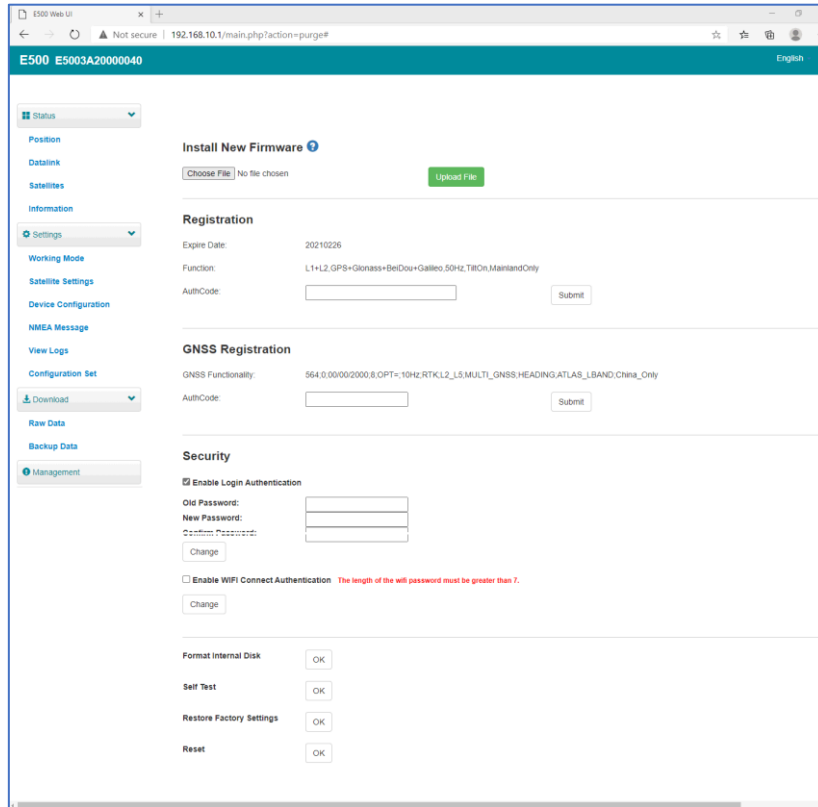 E500 Web UI
Not secure 192.168.10.1/main.php?action=purge#
E500 E5003A20000040 English
Status
Position
Datalink
Satellites
Information
Settings
Working Mode
Satellite Settings
Device Configuration
NMEA Message
View Logs
Configuration Set
Download
Raw Data
Backup Data
Management
Install New Firmware
Choose File No file chosen Upload File
Registration
Expire Date: 20210226
Function: L1+L2,GPS+Glonass+BeiDou+Galileo,50Hz,TiltOn,MainlandOnly
AuthCode: Submit
GNSS Registration
GNSS Functionality: 564;0;00/00/2000;8;OPT=;10Hz;RTK;L2_L5;MULTI_GNSS;HEADING;ATLAS_LBAND;China_Only
AuthCode: Submit
Security
Enable Login Authentication
Old Password:
New Password:
Confirm Password:
Change
Enable WIFI Connect Authentication The length of the wifi password must be greater than 7.
Change
Format Internal Disk OK
Self Test OK
Restore Factory Settings OK
Reset OK